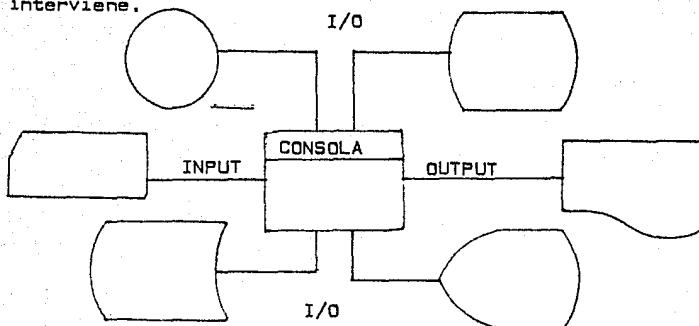 interviene.
I/O
CONSOLA
INPUT
OUTPUT
I/O